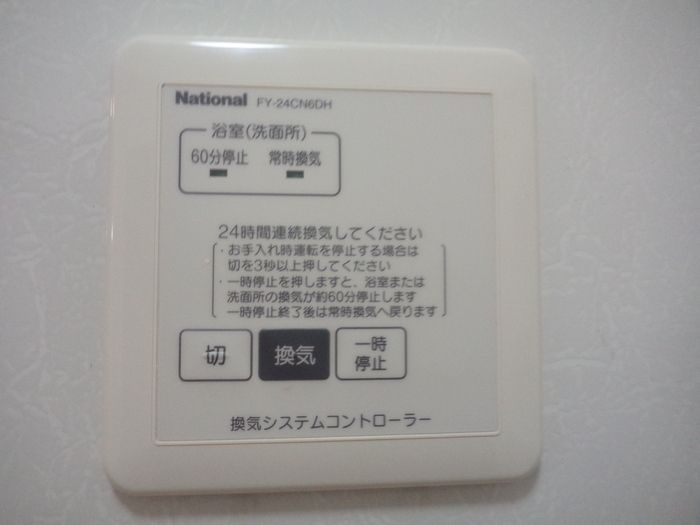 National FY-24CN6DH
浴室(洗面所)
60分停止 常時換気
24時間連続換気してください
・お手入れ時運転を停止する場合は
切を3秒以上押してください
・一時停止を押しますと、浴室または
洗面所の換気が約60分停止します
一時停止終了後は常時換気へ戻ります
切 換気 一時
停止
換気システムコントローラー